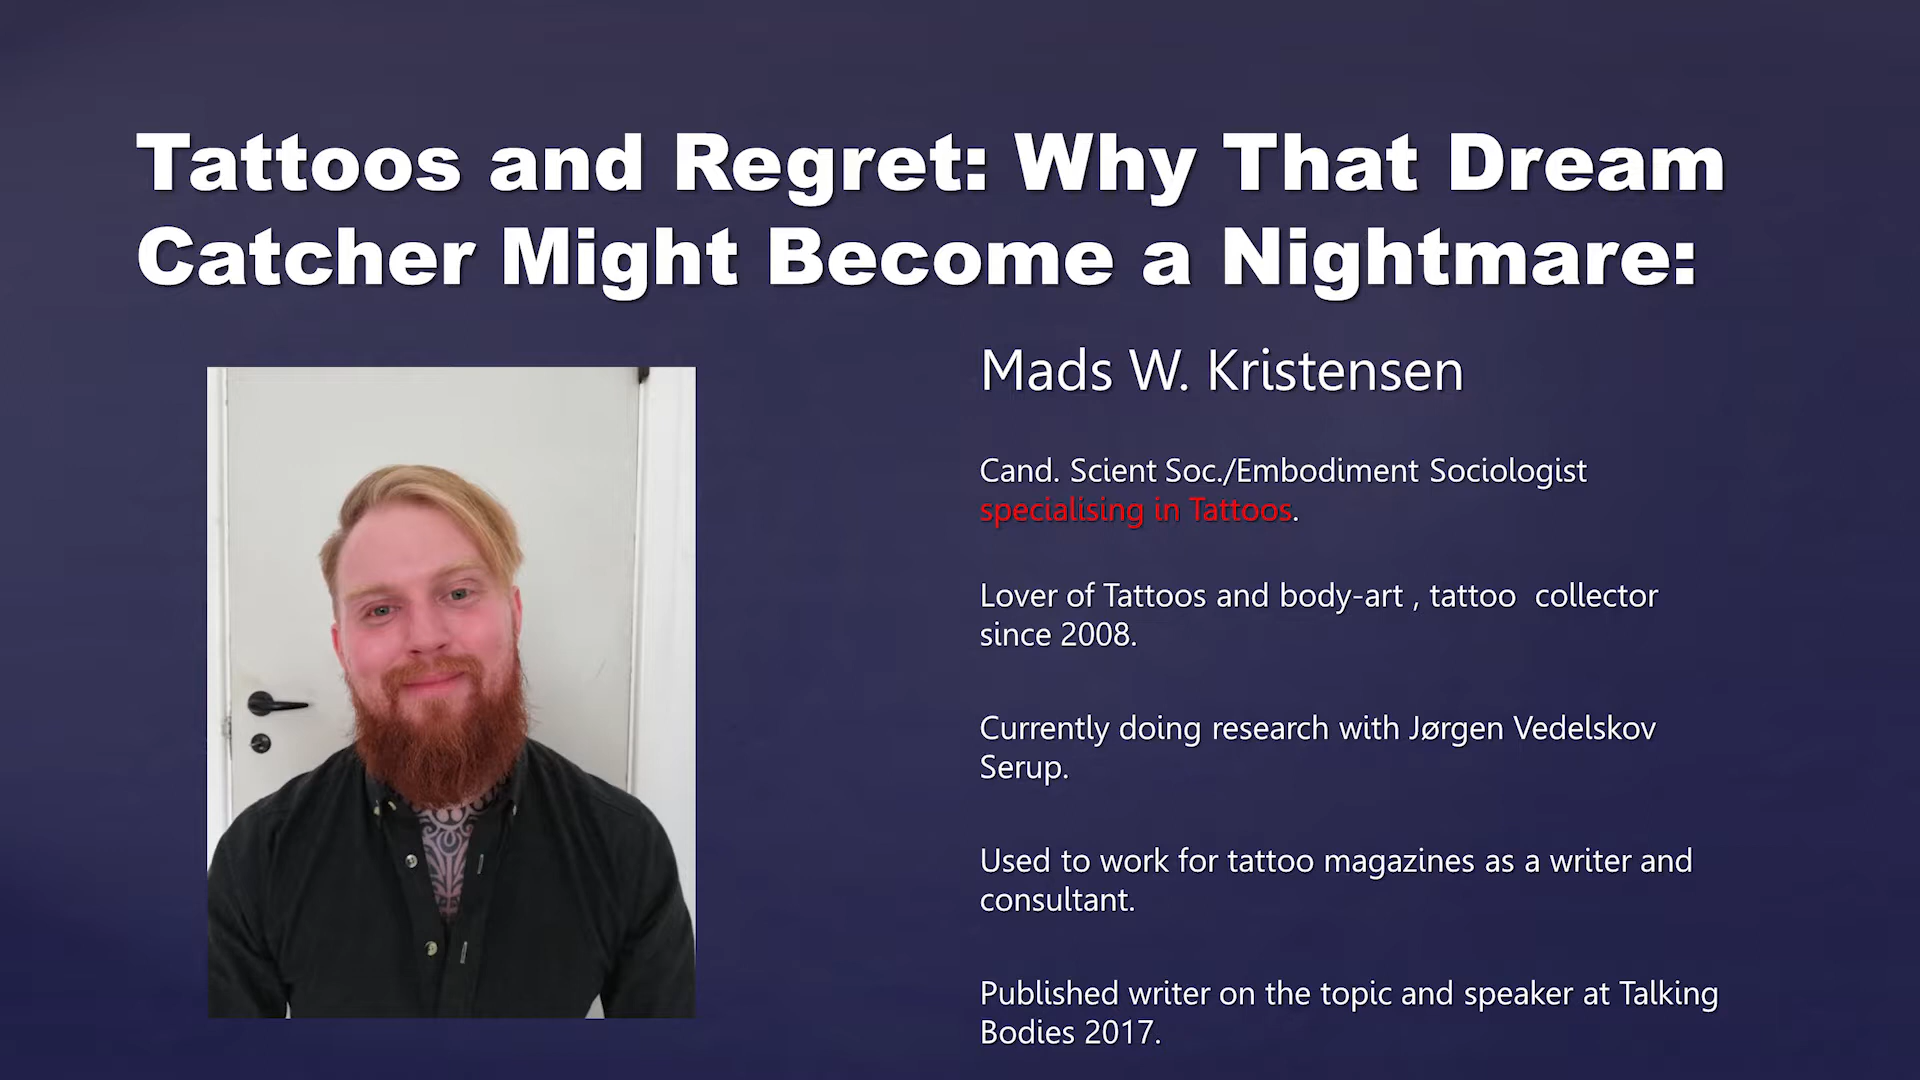 Tattoos and Regret: Why That Dream
Catcher Might Become a Nightmare:
Mads W. Kristensen
Cand. Scient Soc./Embodiment Sociologist
specialising in Tattoos.
Lover of Tattoos and body-art , tattoo  collector
since 2008.
Currently doing research with Jørgen Vedelskov
Serup.
Used to work for tattoo magazines as a writer and
consultant.
Published writer on the topic and speaker at Talking
Bodies 2017.